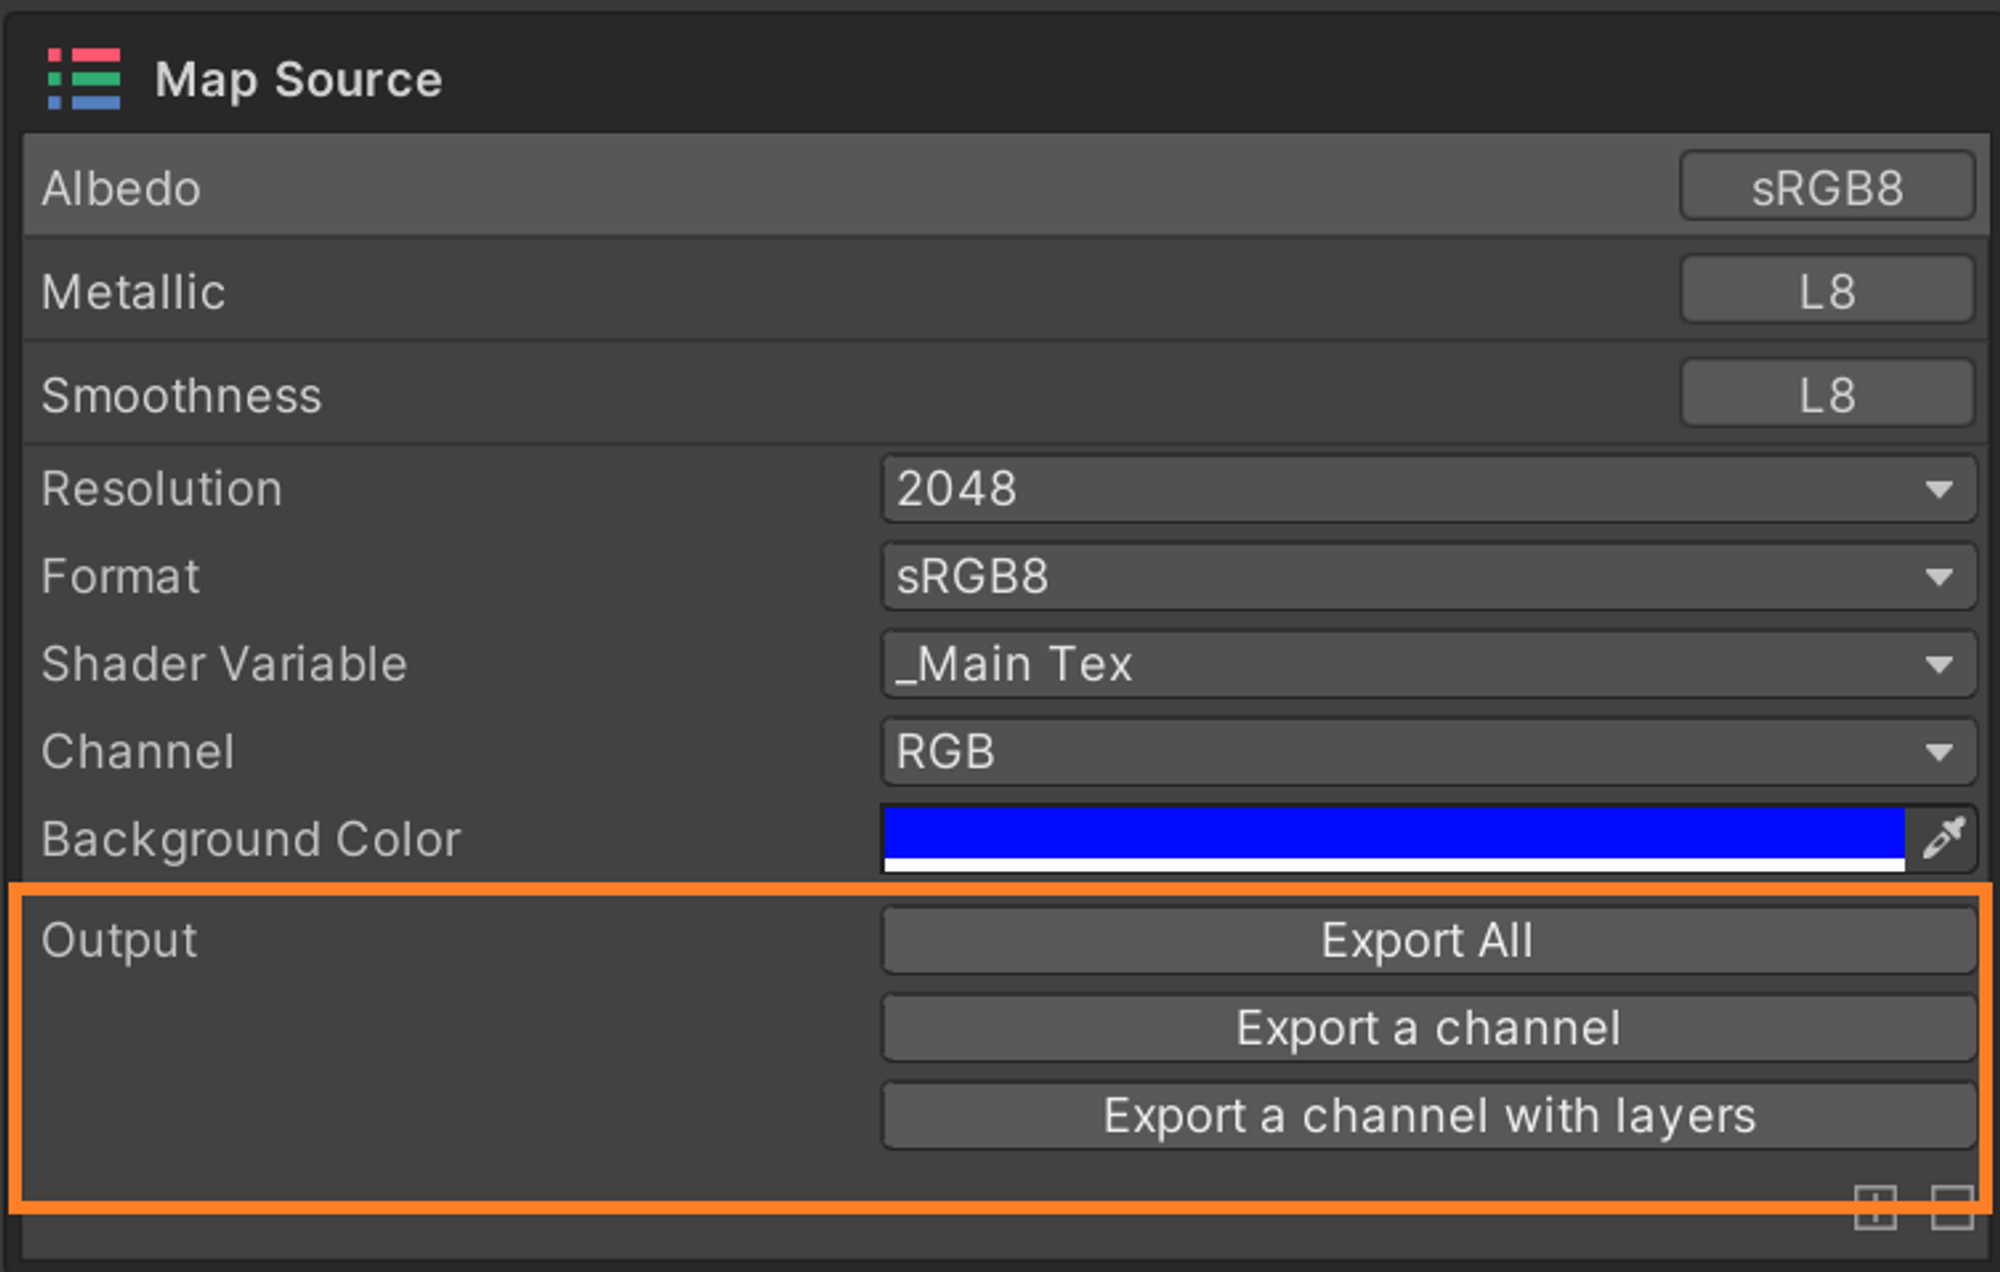 Map Source
Albedo sRGB8
Metallic L8
Smoothness L8
Resolution 2048
Format sRGB8
Shader Variable _Main Tex
Channel RGB
Background Color
Output Export All
Export a channel
Export a channel with layers